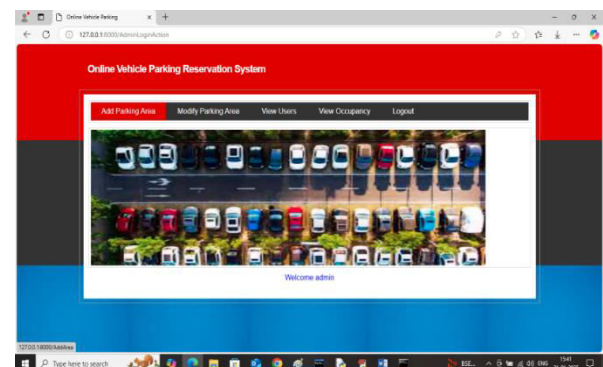 Online Vehicle Parking
127.0.0.1:8000/AdminLoginAction
Online Vehicle Parking Reservation System
Add Parking Area Modify Parking Area View Users View Occupancy Logout
Welcome admin
127.0.0.1:8000/AddArea
Type here to search
ENG 15:41